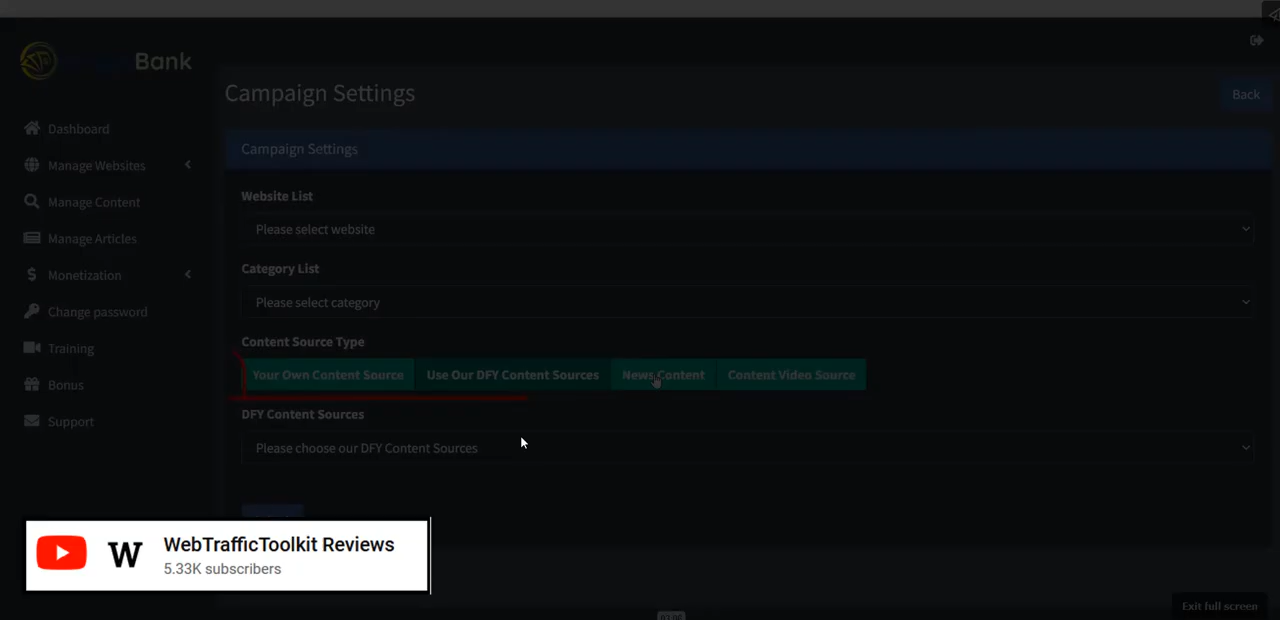 Bank
Campaign Settings
Back
Dashboard
Campaign Settings
Manage Websites
Website List
Manage Content
Please select website
Manage Articles
Category List
Monetization
Please select category
Change password
Content Source Type
Training
Your Own Content Source
Use Our DFY Content Sources
News Content
Content Video Source
Bonus
DFY Content Sources
Support
Please choose our DFY Content Sources
W
WebTrafficToolkit Reviews
5.33K subscribers
Exit full screen